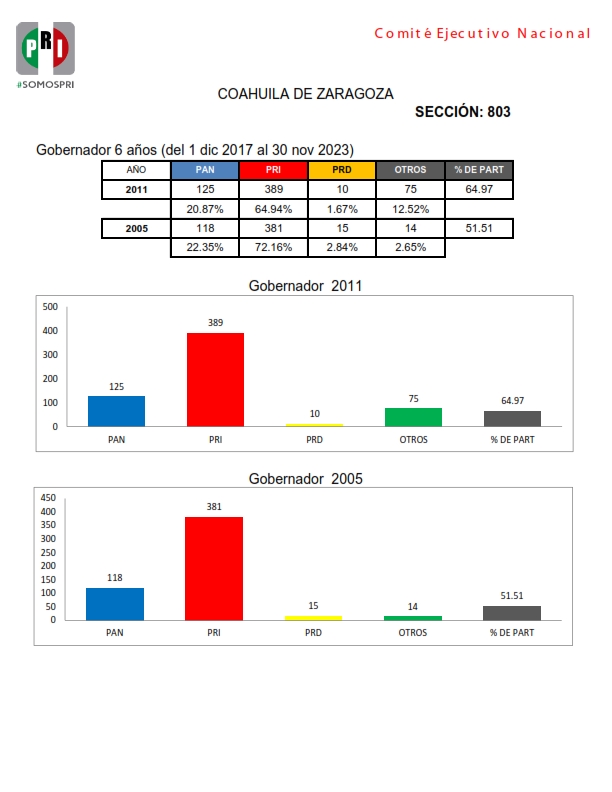 PRI
#SOMOSPRI
Comité Ejecutivo Nacional
COAHUILA DE ZARAGOZA
SECCIÓN: 803
Gobernador 6 años (del 1 dic 2017 al 30 nov 2023)
AÑO PAN PRI PRD OTROS % DE PART
2011 125 389 10 75 64.97
20.87% 64.94% 1.67% 12.52%
2005 118 381 15 14 51.51
22.35% 72.16% 2.84% 2.65%
Gobernador 2011
500
400
300
200
100
0
125
389
10
75
64.97
PAN PRI PRD OTROS % DE PART
Gobernador 2005
450
400
350
300
250
200
150
100
50
0
118
381
15
14
51.51
PAN PRI PRD OTROS % DE PART